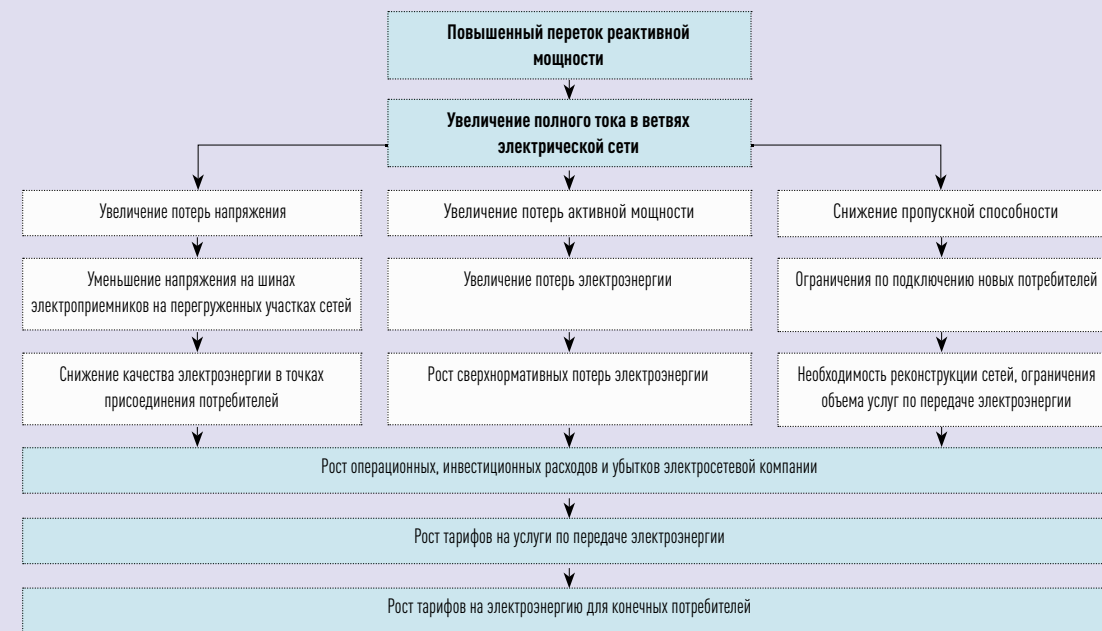 Повышенный переток реактивной
мощности
Увеличение полного тока в ветвях
электрической сети
Увеличение потерь напряжения
Увеличение потерь активной мощности
Снижение пропускной способности
Уменьшение напряжения на шинах
электроприемников на перегруженных участках сетей
Увеличение потерь электроэнергии
Ограничения по подключению новых потребителей
Снижение качества электроэнергии в точках
присоединения потребителей
Рост сверхнормативных потерь электроэнергии
Необходимость реконструкции сетей, ограничения
объема услуг по передаче электроэнергии
Рост операционных, инвестиционных расходов и убытков электросетевой компании
Рост тарифов на услуги по передаче электроэнергии
Рост тарифов на электроэнергию для конечных потребителей